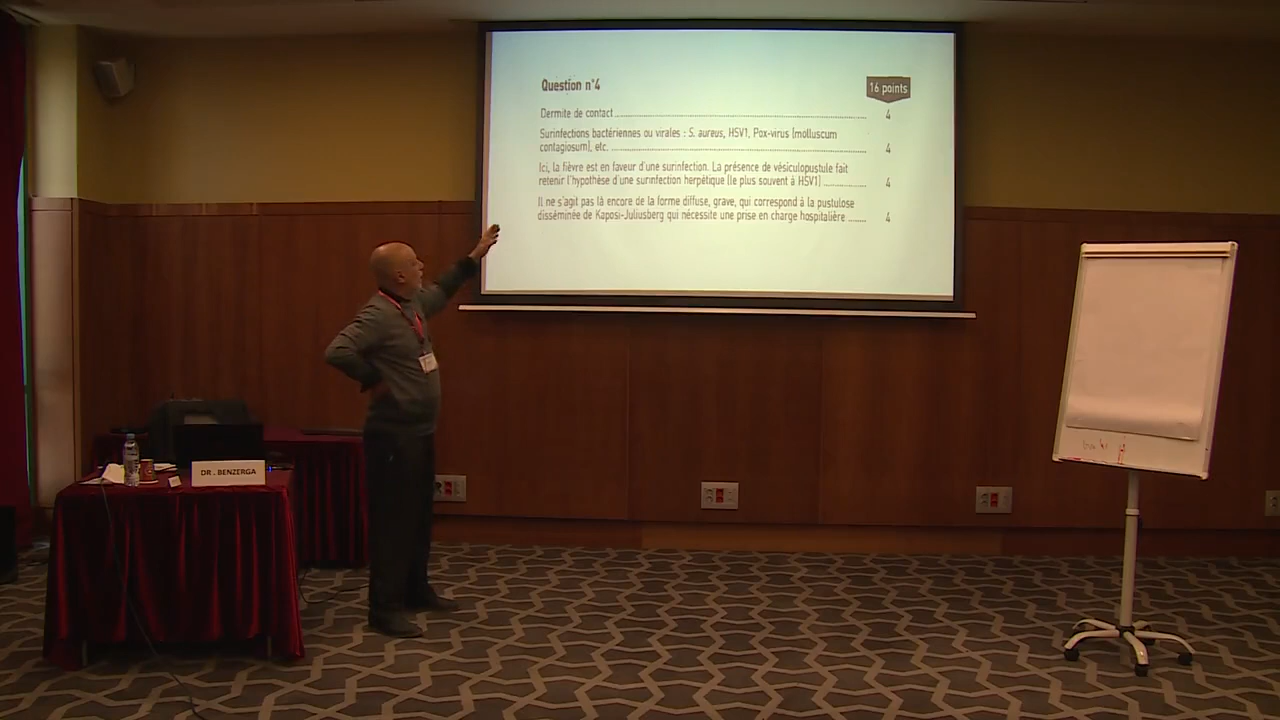 Question n°4
16 points
Dermite de contact ........ 4
Surinfections bactériennes ou virales : S. aureus, HSV1, Pox-virus (molluscum
contagiosum), etc. ........ 4
Ici, la fièvre est en faveur d'une surinfection. La présence de vésiculopustule fait
retenir l'hypothèse d'une surinfection herpétique (le plus souvent à HSV1) ........ 4
Il ne s'agit pas là encore de la forme diffuse, grave, qui correspond à la pustulose
disséminée de Kaposi-Juliusberg qui nécessite une prise en charge hospitalière ........ 4
DR . BENZERGA